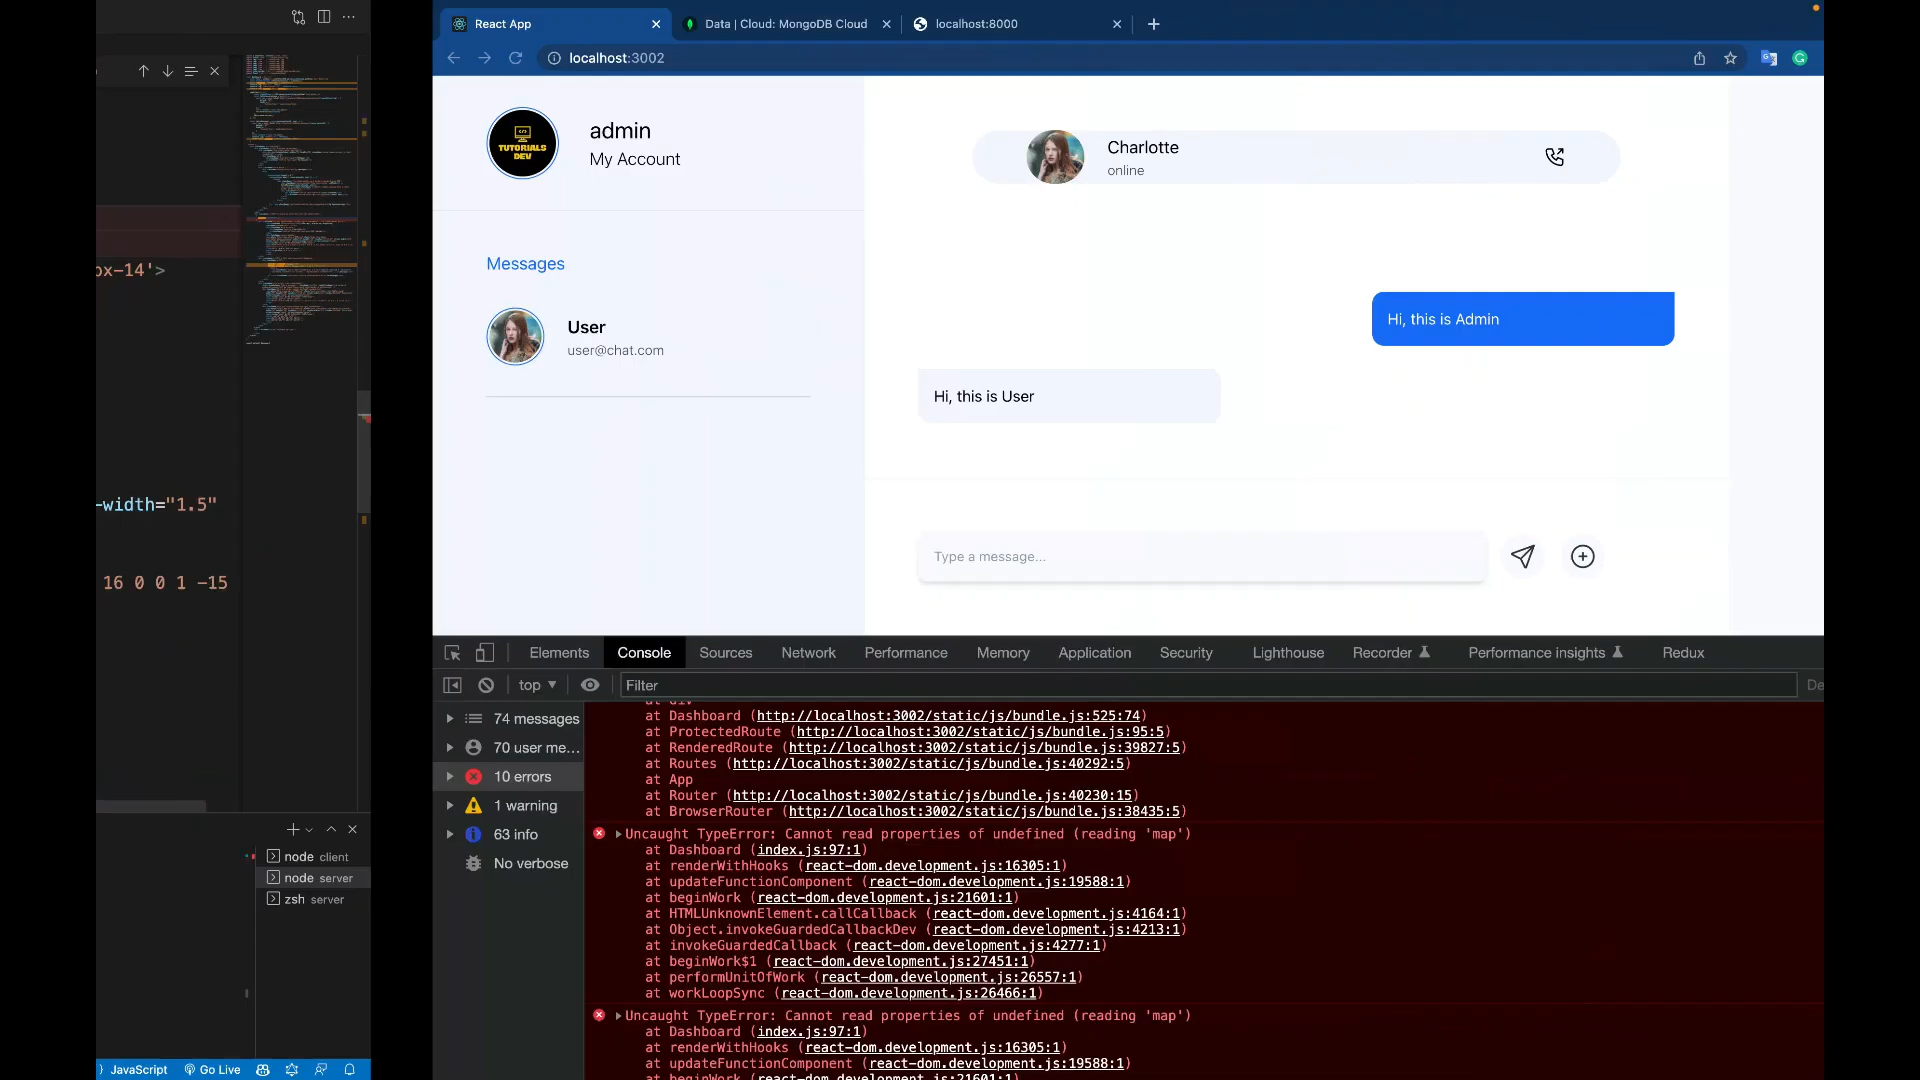 ox-14'>
-width="1.5"
16 0 0 1 -15
node client
node server
zsh server
JavaScript
Go Live
React App
Data | Cloud: MongoDB Cloud
localhost:8000
localhost:3002
TUTORIALS
DEV
admin
My Account
Messages
User
user@chat.com
Charlotte
online
Hi, this is Admin
Hi, this is User
Type a message...
Elements Console Sources Network Performance Memory Application Security Lighthouse Recorder Performance insights Redux
top
Filter
De
74 messages
70 user me...
10 errors
1 warning
63 info
No verbose
at Dashboard (http://localhost:3002/static/js/bundle.js:525:74)
at ProtectedRoute (http://localhost:3002/static/js/bundle.js:95:5)
at RenderedRoute (http://localhost:3002/static/js/bundle.js:39827:5)
at Routes (http://localhost:3002/static/js/bundle.js:40292:5)
at App
at Router (http://localhost:3002/static/js/bundle.js:40230:15)
at BrowserRouter (http://localhost:3002/static/js/bundle.js:38435:5)
Uncaught TypeError: Cannot read properties of undefined (reading 'map')
at Dashboard (index.js:97:1)
at renderWithHooks (react-dom.development.js:16305:1)
at updateFunctionComponent (react-dom.development.js:19588:1)
at beginWork (react-dom.development.js:21601:1)
at HTMLUnknownElement.callCallback (react-dom.development.js:4164:1)
at Object.invokeGuardedCallbackDev (react-dom.development.js:4213:1)
at invokeGuardedCallback (react-dom.development.js:4277:1)
at beginWork$1 (react-dom.development.js:27451:1)
at performUnitOfWork (react-dom.development.js:26557:1)
at workLoopSync (react-dom.development.js:26466:1)
Uncaught TypeError: Cannot read properties of undefined (reading 'map')
at Dashboard (index.js:97:1)
at renderWithHooks (react-dom.development.js:16305:1)
at updateFunctionComponent (react-dom.development.js:19588:1)
at beginWork (react-dom.development.js:21601:1)